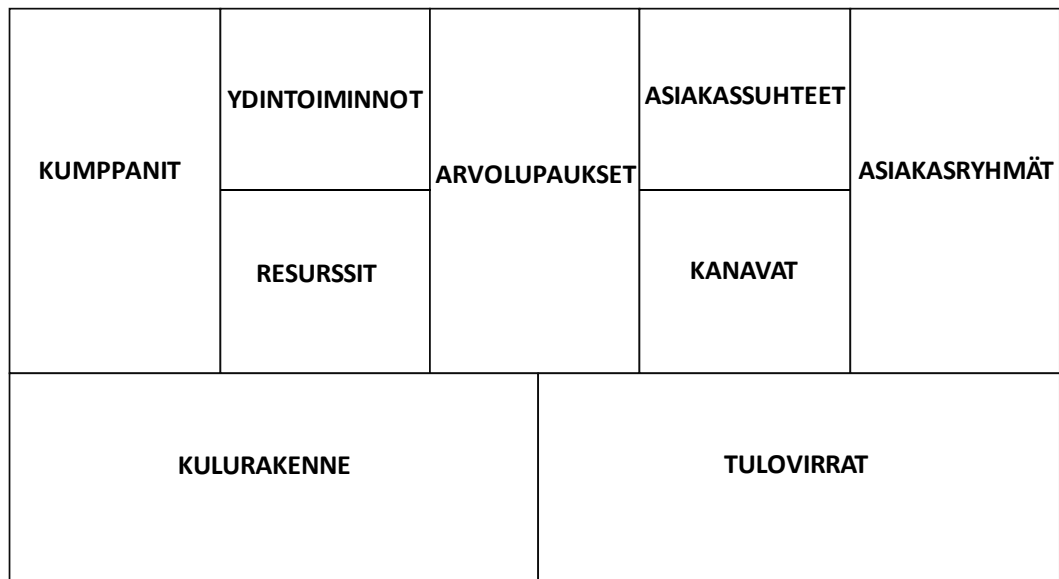 YDINTOIMINNOT
ASIAKASSUHTEET
KUMPPANIT
ARVOLUPAUKSET
ASIAKASRYHMÄT
RESURSSIT
KANAVAT
KULURAKENNE
TULOVIRRAT